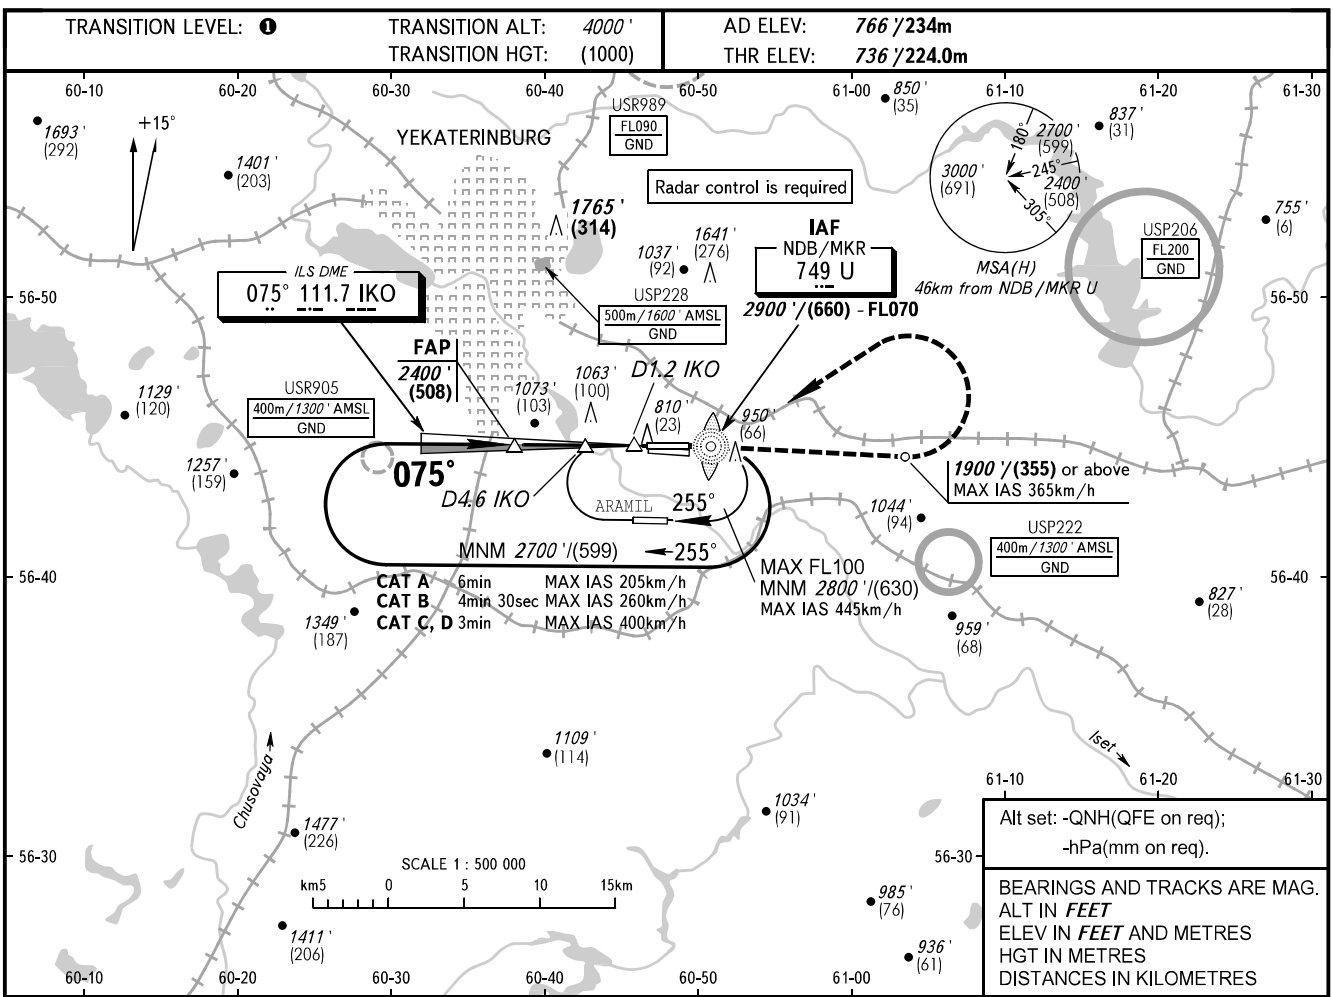 TRANSITION LEVEL: ❶
TRANSITION ALT: 4000'
TRANSITION HGT: (1000)
AD ELEV: 766'/234m
THR ELEV: 736'/224.0m
60-10 60-20 60-30 60-40 60-50 61-00 61-10 61-20 61-30
1693'
(292)
+15°
1401'
(203)
YEKATERINBURG
USR989
FL090
GND
850'
(35)
837'
(31)
180°
2700'
(599)
245°
3000'
(691)
2400'
(508)
305°
MSA(H)
46km from NDB/MKR U
755'
(6)
USP206
FL200
GND
Radar control is required
1765'
(314)
1641'
(276)
1037'
(92)
IAF
NDB/MKR
749 U
2900'/(660) - FL070
ILS DME
075° 111.7 IKO
USP228
500m/1600' AMSL
GND
56-50
56-50
FAP
2400'
(508)
D1.2 IKO
1063'
(100)
1073'
(103)
810'
(23)
950'
(66)
1129'
(120)
USR905
400m/1300' AMSL
GND
1257'
(159)
075°
D4.6 IKO
ARAMIL
255°
1900'/(355) or above
MAX IAS 365km/h
1044'
(94)
USP222
400m/1300' AMSL
GND
MNM 2700'/(599)
255°
MAX FL100
MNM 2800'/(630)
MAX IAS 445km/h
56-40
56-40
CAT A 6min MAX IAS 205km/h
CAT B 4min 30sec MAX IAS 260km/h
CAT C, D 3min MAX IAS 400km/h
1349'
(187)
827'
(28)
959'
(68)
1109'
(114)
Chusovaya
Iset
61-10 61-20 61-30
1477'
(226)
1034'
(91)
Alt set: -QNH(QFE on req);
-hPa(mm on req).
56-30
56-30
SCALE 1 : 500 000
km5 0 5 10 15km
985'
(76)
1411'
(206)
936'
(61)
BEARINGS AND TRACKS ARE MAG.
ALT IN FEET
ELEV IN FEET AND METRES
HGT IN METRES
DISTANCES IN KILOMETRES
60-10 60-20 60-30 60-40 60-50 61-00